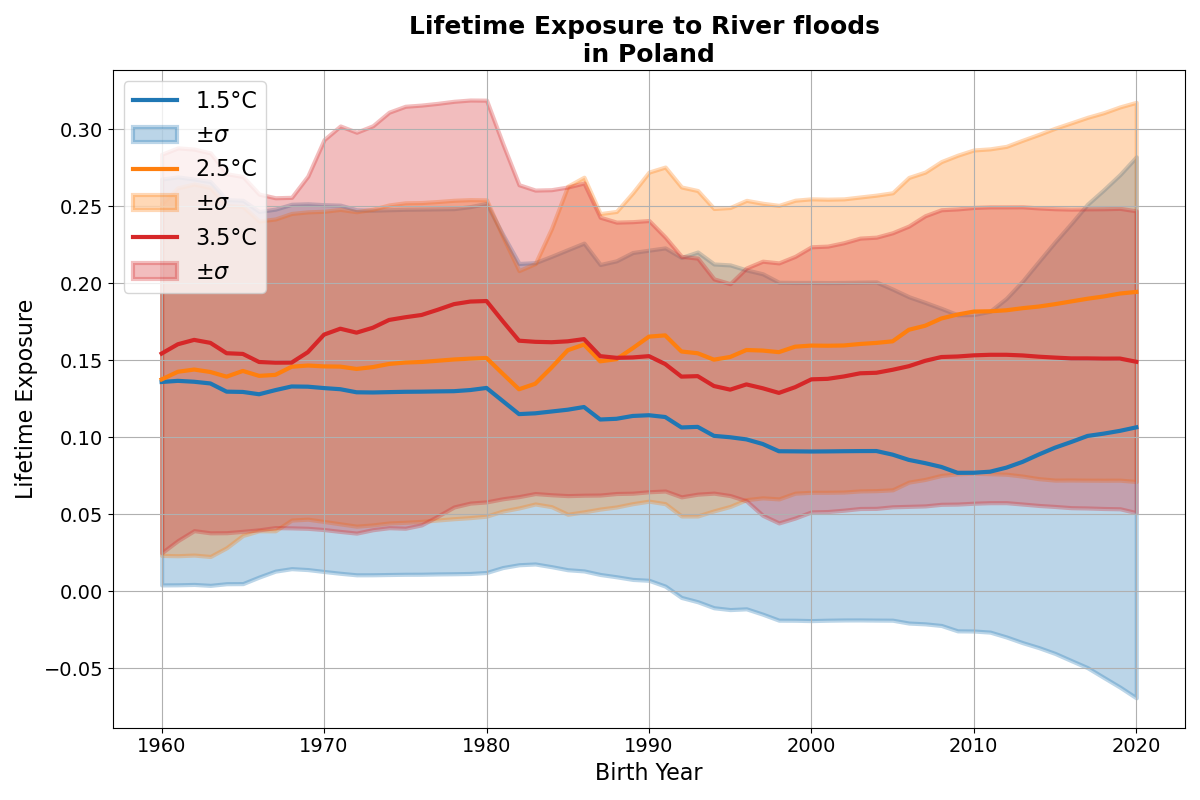 Lifetime Exposure to River floods
in Poland
1.5°C
±σ
2.5°C
±σ
3.5°C
±σ
Lifetime Exposure
0.30
0.25
0.20
0.15
0.10
0.05
0.00
−0.05
1960 1970 1980 1990 2000 2010 2020
Birth Year